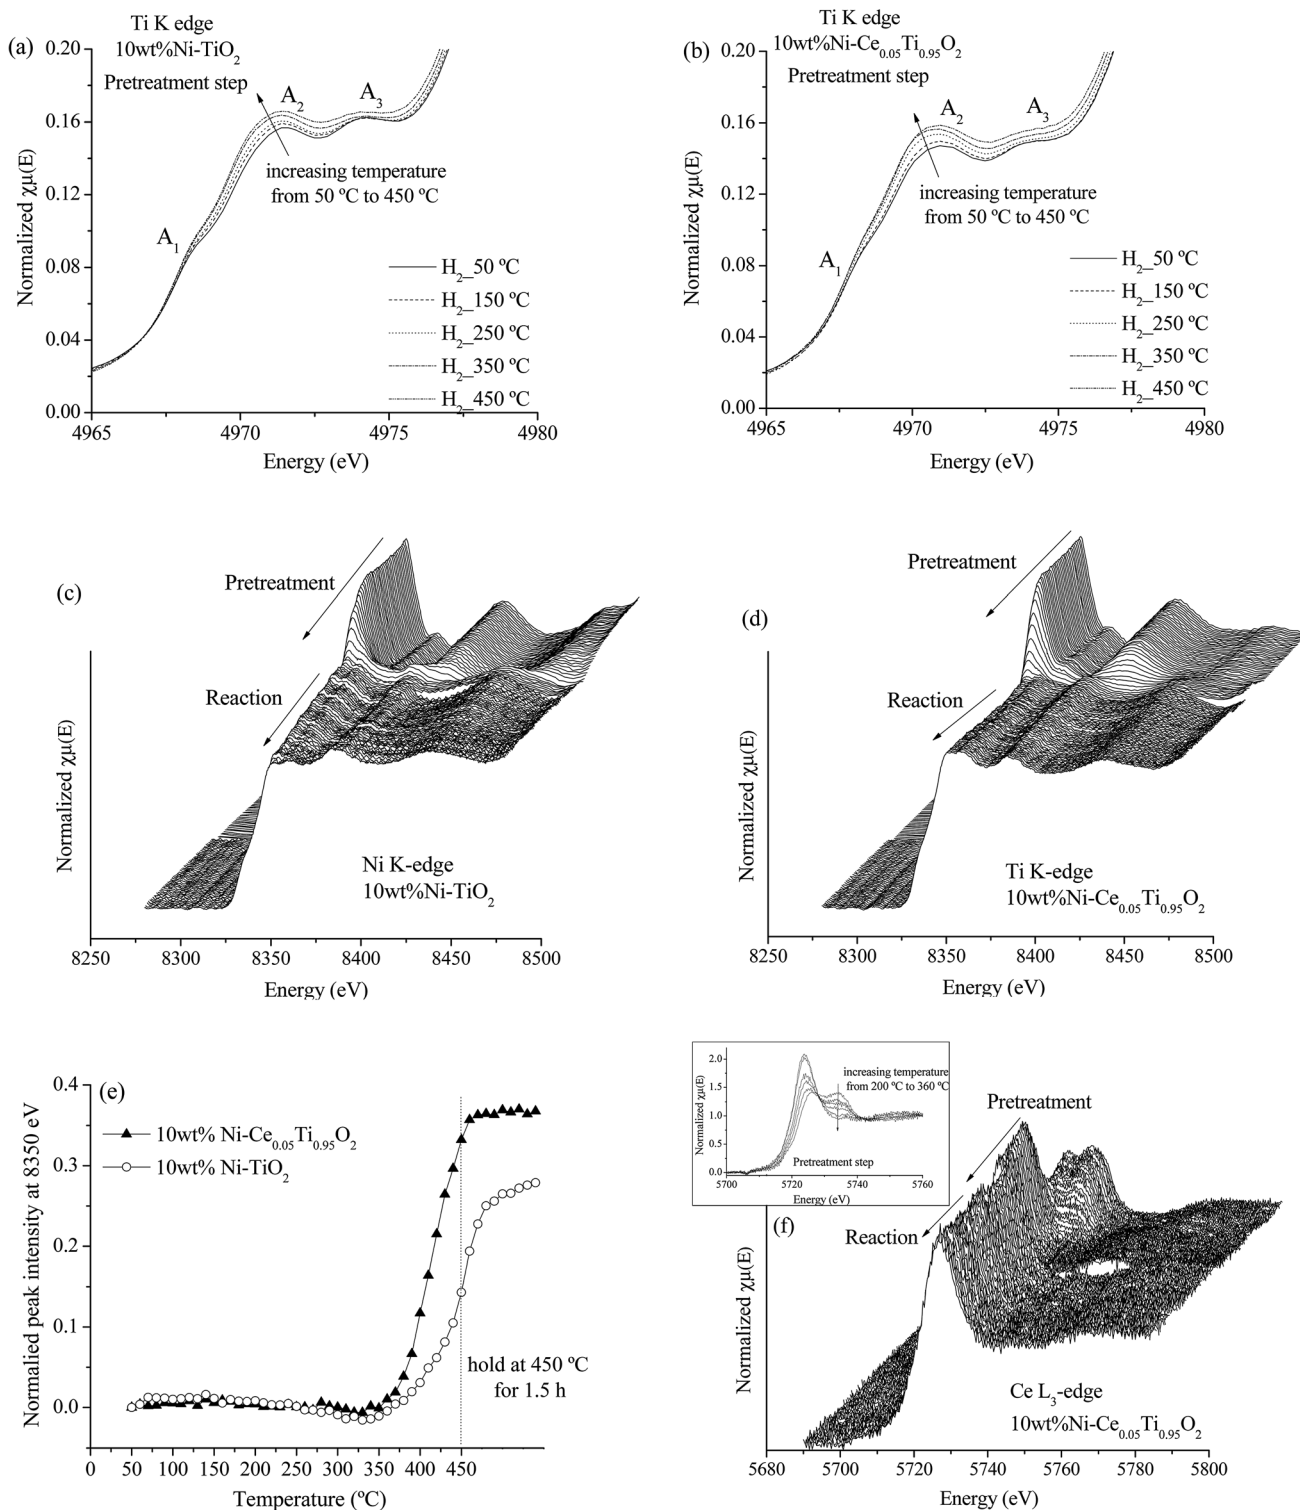 (a)
Ti K edge
10wt%Ni-TiO₂
Pretreatment step
A₁
A₂
A₃
increasing temperature
from 50 ºC to 450 ºC
H₂_50 ºC
H₂_150 ºC
H₂_250 ºC
H₂_350 ºC
H₂_450 ºC
Normalized χμ(E)
0.20
0.16
0.12
0.08
0.04
0.00
4965
4970
4975
4980
Energy (eV)
(b)
Ti K edge
10wt%Ni-Ce₀.₀₅Ti₀.₉₅O₂
Pretreatment step
A₁
A₂
A₃
increasing temperature
from 50 ºC to 450 ºC
H₂_50 ºC
H₂_150 ºC
H₂_250 ºC
H₂_350 ºC
H₂_450 ºC
Normalized χμ(E)
0.20
0.16
0.12
0.08
0.04
0.00
4965
4970
4975
4980
Energy (eV)
(c)
Pretreatment
Reaction
Ni K-edge
10wt%Ni-TiO₂
Normalized χμ(E)
8250
8300
8350
8400
8450
8500
Energy (eV)
(d)
Pretreatment
Reaction
Ti K-edge
10wt%Ni-Ce₀.₀₅Ti₀.₉₅O₂
Normalized χμ(E)
8250
8300
8350
8400
8450
8500
Energy (eV)
(e)
10wt% Ni-Ce₀.₀₅Ti₀.₉₅O₂
10wt% Ni-TiO₂
hold at 450 ºC
for 1.5 h
Normalied peak intensity at 8350 eV
0.4
0.3
0.2
0.1
0.0
0
50
100
150
200
250
300
350
400
450
Temperature (ºC)
Normalized χμ(E)
2.0
1.5
1.0
0.5
0.0
increasing temperature
from 200 ºC to 360 ºC
Pretreatment step
5700
5720
5740
5760
Energy (eV)
(f)
Pretreatment
Reaction
Ce L₃-edge
10wt%Ni-Ce₀.₀₅Ti₀.₉₅O₂
Normalized χμ(E)
5680
5700
5720
5740
5760
5780
5800
Energy (eV)